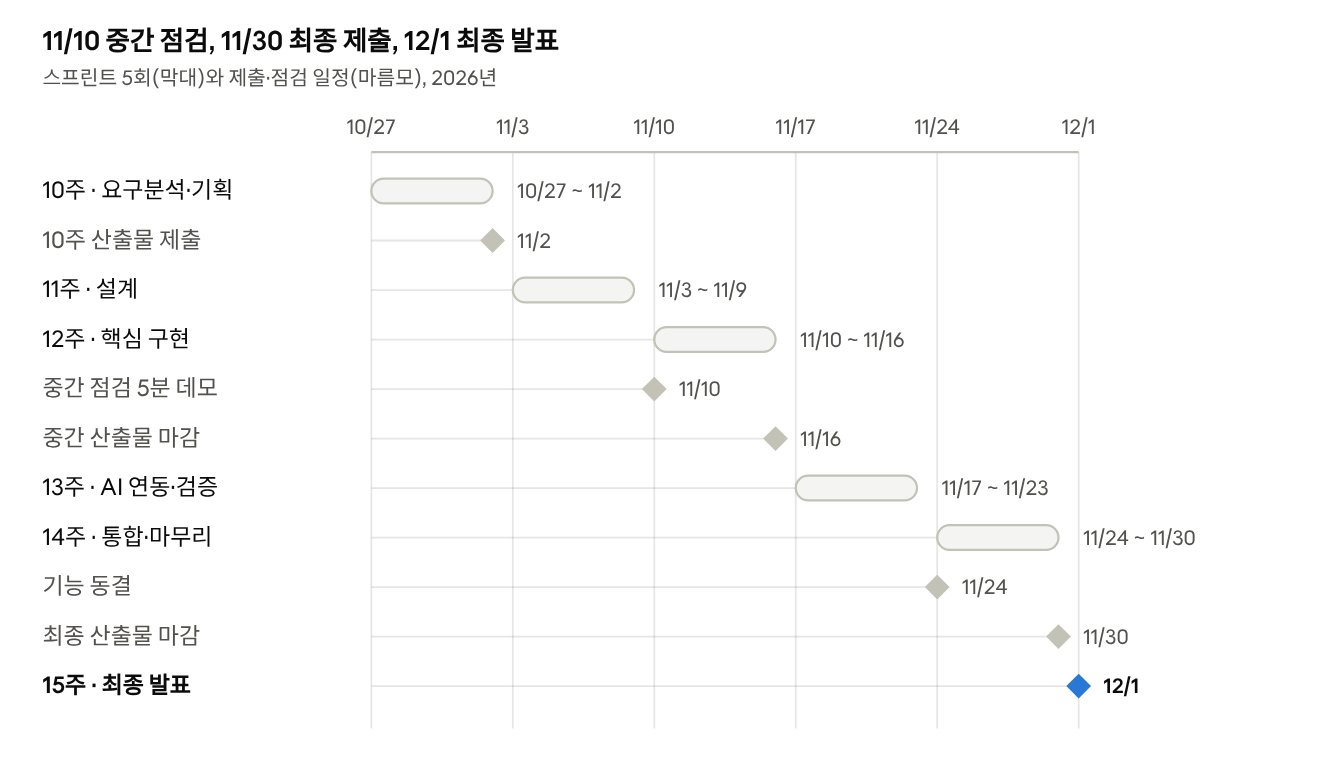 11/10 중간 점검, 11/30 최종 제출, 12/1 최종 발표
스프린트 5회(막대)와 제출·점검 일정(마름모), 2026년
10/27 11/3 11/10 11/17 11/24 12/1
10주 · 요구분석·기획 10/27 ~ 11/2
10주 산출물 제출 11/2
11주 · 설계 11/3 ~ 11/9
12주 · 핵심 구현 11/10 ~ 11/16
중간 점검 5분 데모 11/10
중간 산출물 마감 11/16
13주 · AI 연동·검증 11/17 ~ 11/23
14주 · 통합·마무리 11/24 ~ 11/30
기능 동결 11/24
최종 산출물 마감 11/30
15주 · 최종 발표 12/1